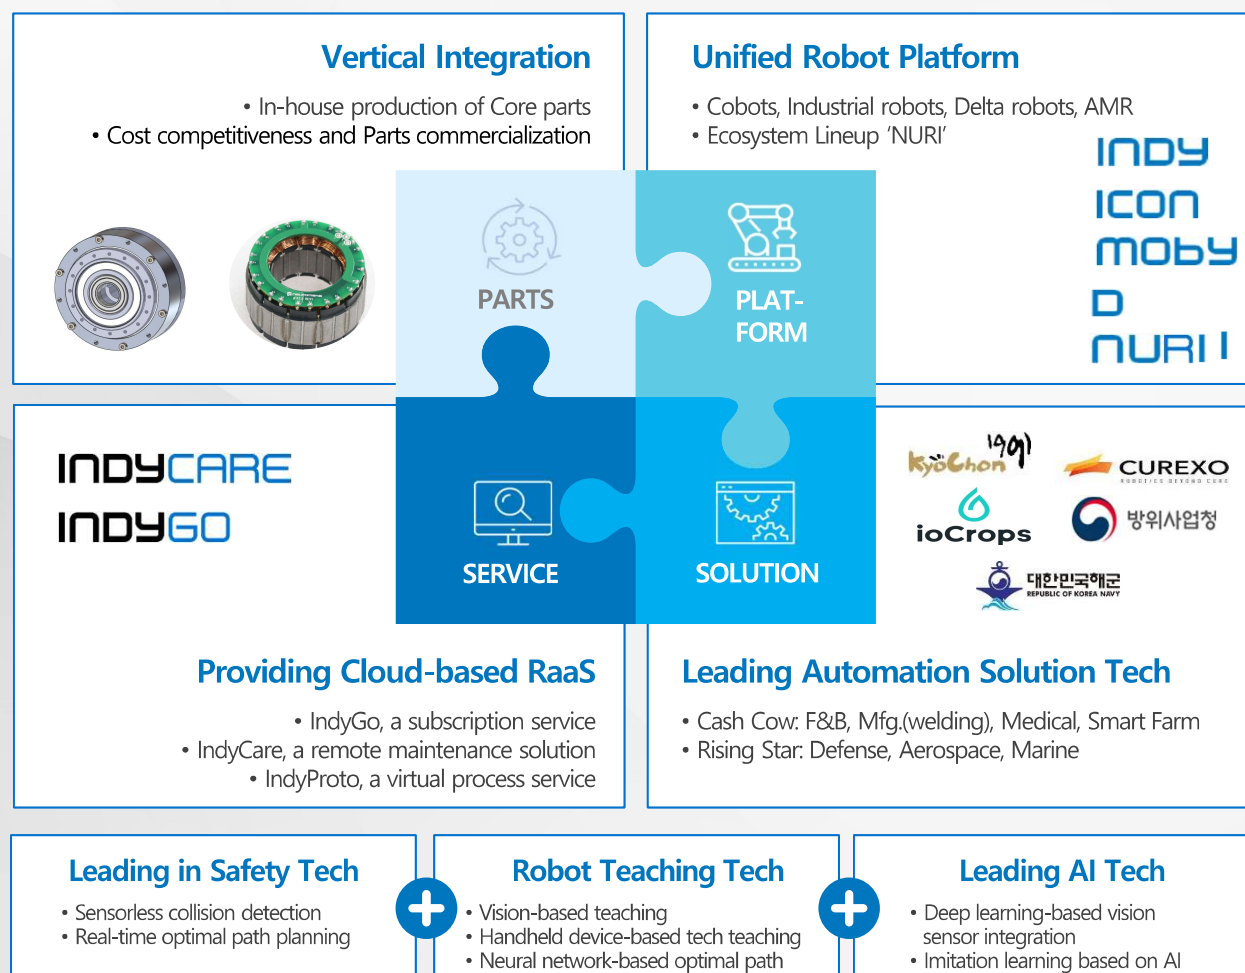 Vertical Integration
• In-house production of Core parts
• Cost competitiveness and Parts commercialization
Unified Robot Platform
• Cobots, Industrial robots, Delta robots, AMR
• Ecosystem Lineup ‘NURI’
INDY
ICON
MOBY
D
NURI I
PARTS
PLAT-
FORM
SERVICE
SOLUTION
INDYCARE
INDYGO
KyoChon 1991
CUREXO
ROBOTICS BEYOND CURE
ioCrops
방위사업청
대한민국해군
REPUBLIC OF KOREA NAVY
Providing Cloud-based RaaS
• IndyGo, a subscription service
• IndyCare, a remote maintenance solution
• IndyProto, a virtual process service
Leading Automation Solution Tech
• Cash Cow: F&B, Mfg.(welding), Medical, Smart Farm
• Rising Star: Defense, Aerospace, Marine
Leading in Safety Tech
• Sensorless collision detection
• Real-time optimal path planning
Robot Teaching Tech
• Vision-based teaching
• Handheld device-based tech teaching
• Neural network-based optimal path
Leading AI Tech
• Deep learning-based vision
sensor integration
• Imitation learning based on AI